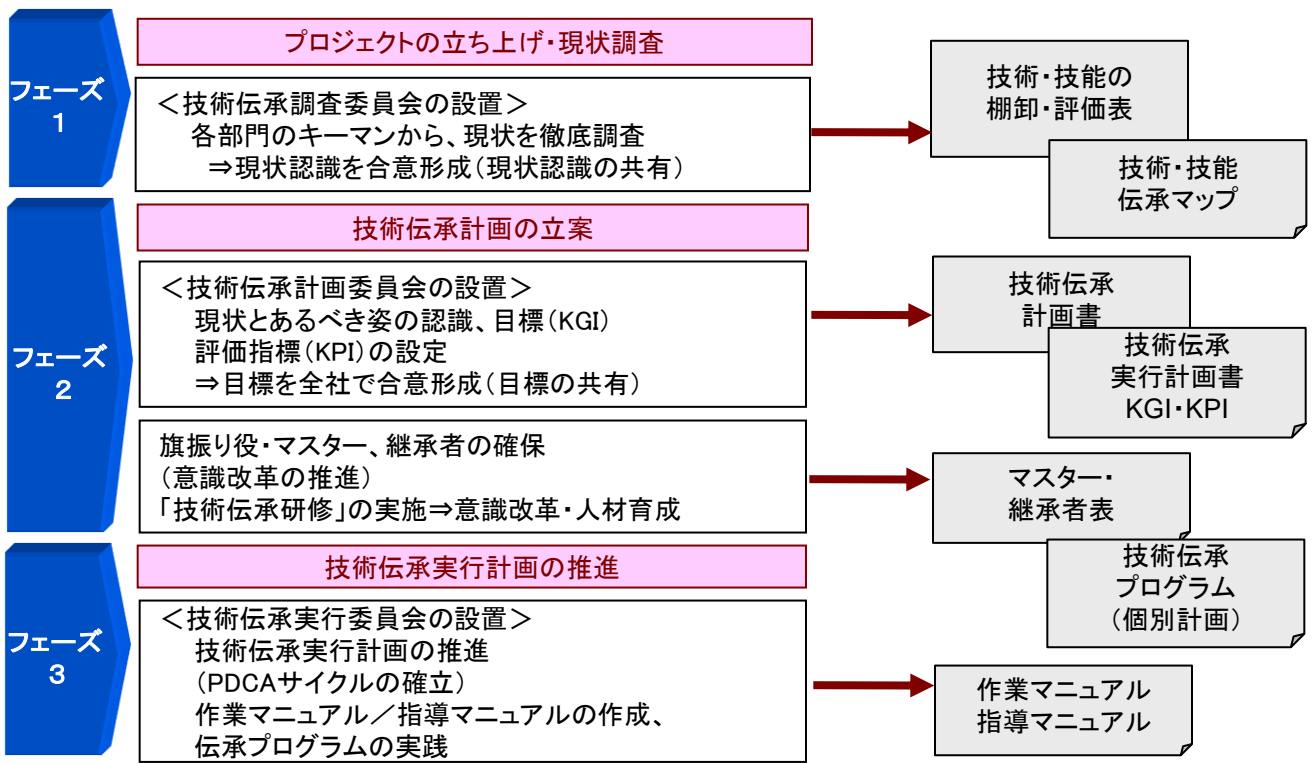 フェーズ
1
プロジェクトの立ち上げ・現状調査
＜技術伝承調査委員会の設置＞
各部門のキーマンから、現状を徹底調査
⇒現状認識を合意形成（現状認識の共有）
技術・技能の
棚卸・評価表
技術・技能
伝承マップ
フェーズ
2
技術伝承計画の立案
＜技術伝承計画委員会の設置＞
現状とあるべき姿の認識、目標（KGI）
評価指標（KPI）の設定
⇒目標を全社で合意形成（目標の共有）
技術伝承
計画書
技術伝承
実行計画書
KGI・KPI
旗振り役・マスター、継承者の確保
（意識改革の推進）
「技術伝承研修」の実施⇒意識改革・人材育成
マスター・
継承者表
技術伝承
プログラム
（個別計画）
フェーズ
3
技術伝承実行計画の推進
＜技術伝承実行委員会の設置＞
技術伝承実行計画の推進
（PDCAサイクルの確立）
作業マニュアル／指導マニュアルの作成、
伝承プログラムの実践
作業マニュアル
指導マニュアル